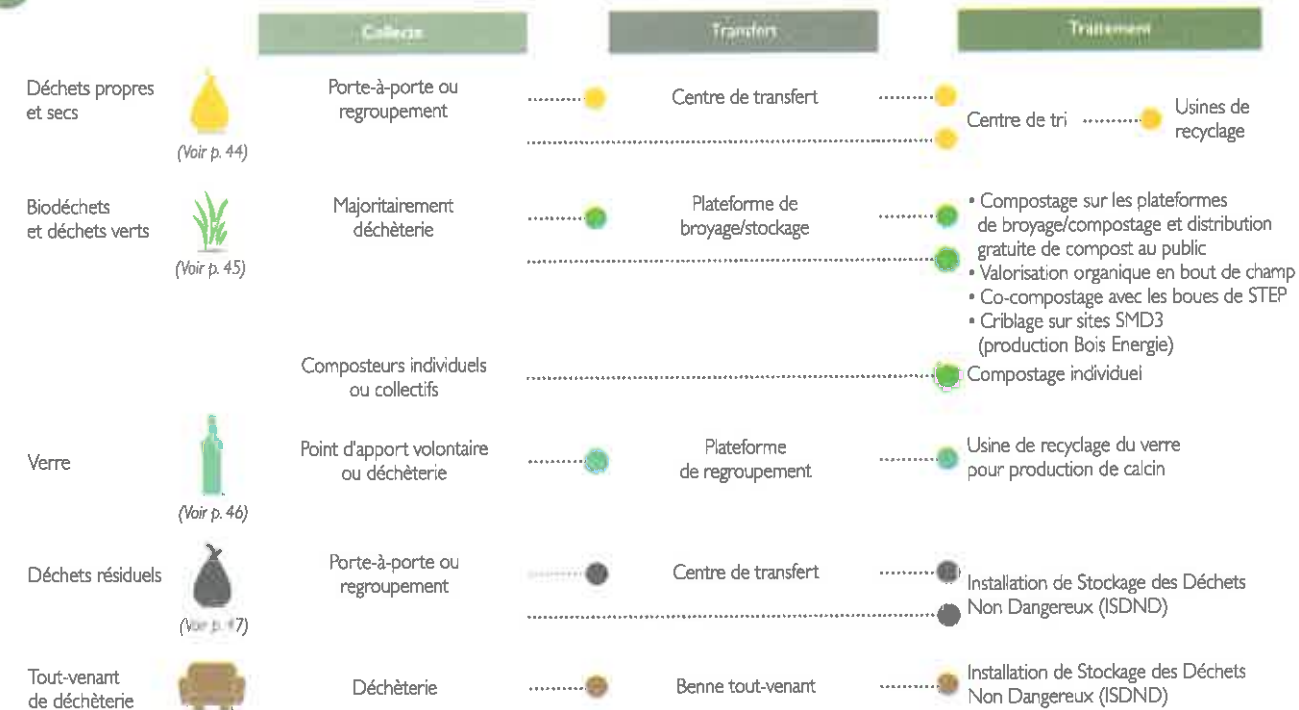 Collecte
Transfert
Traitement
Déchets propres
et secs
(Voir p. 44)
Porte-à-porte ou
regroupement
Centre de transfert
Centre de tri
Usines de
recyclage
Biodéchets
et déchets verts
(Voir p. 45)
Majoritairement
déchèterie
Plateforme de
broyage/stockage
• Compostage sur les plateformes
de broyage/compostage et distribution
gratuite de compost au public
• Valorisation organique en bout de champ
• Co-compostage avec les boues de STEP
• Criblage sur sites SMD3
(production Bois Energie)
Composteurs individuels
ou collectifs
Compostage individuel
Verre
(Voir p. 46)
Point d'apport volontaire
ou déchèterie
Plateforme
de regroupement
Usine de recyclage du verre
pour production de calcin
Déchets résiduels
(Voir p. 47)
Porte-à-porte ou
regroupement
Centre de transfert
Installation de Stockage des Déchets
Non Dangereux (ISDND)
Tout-venant
de déchèterie
Déchèterie
Benne tout-venant
Installation de Stockage des Déchets
Non Dangereux (ISDND)